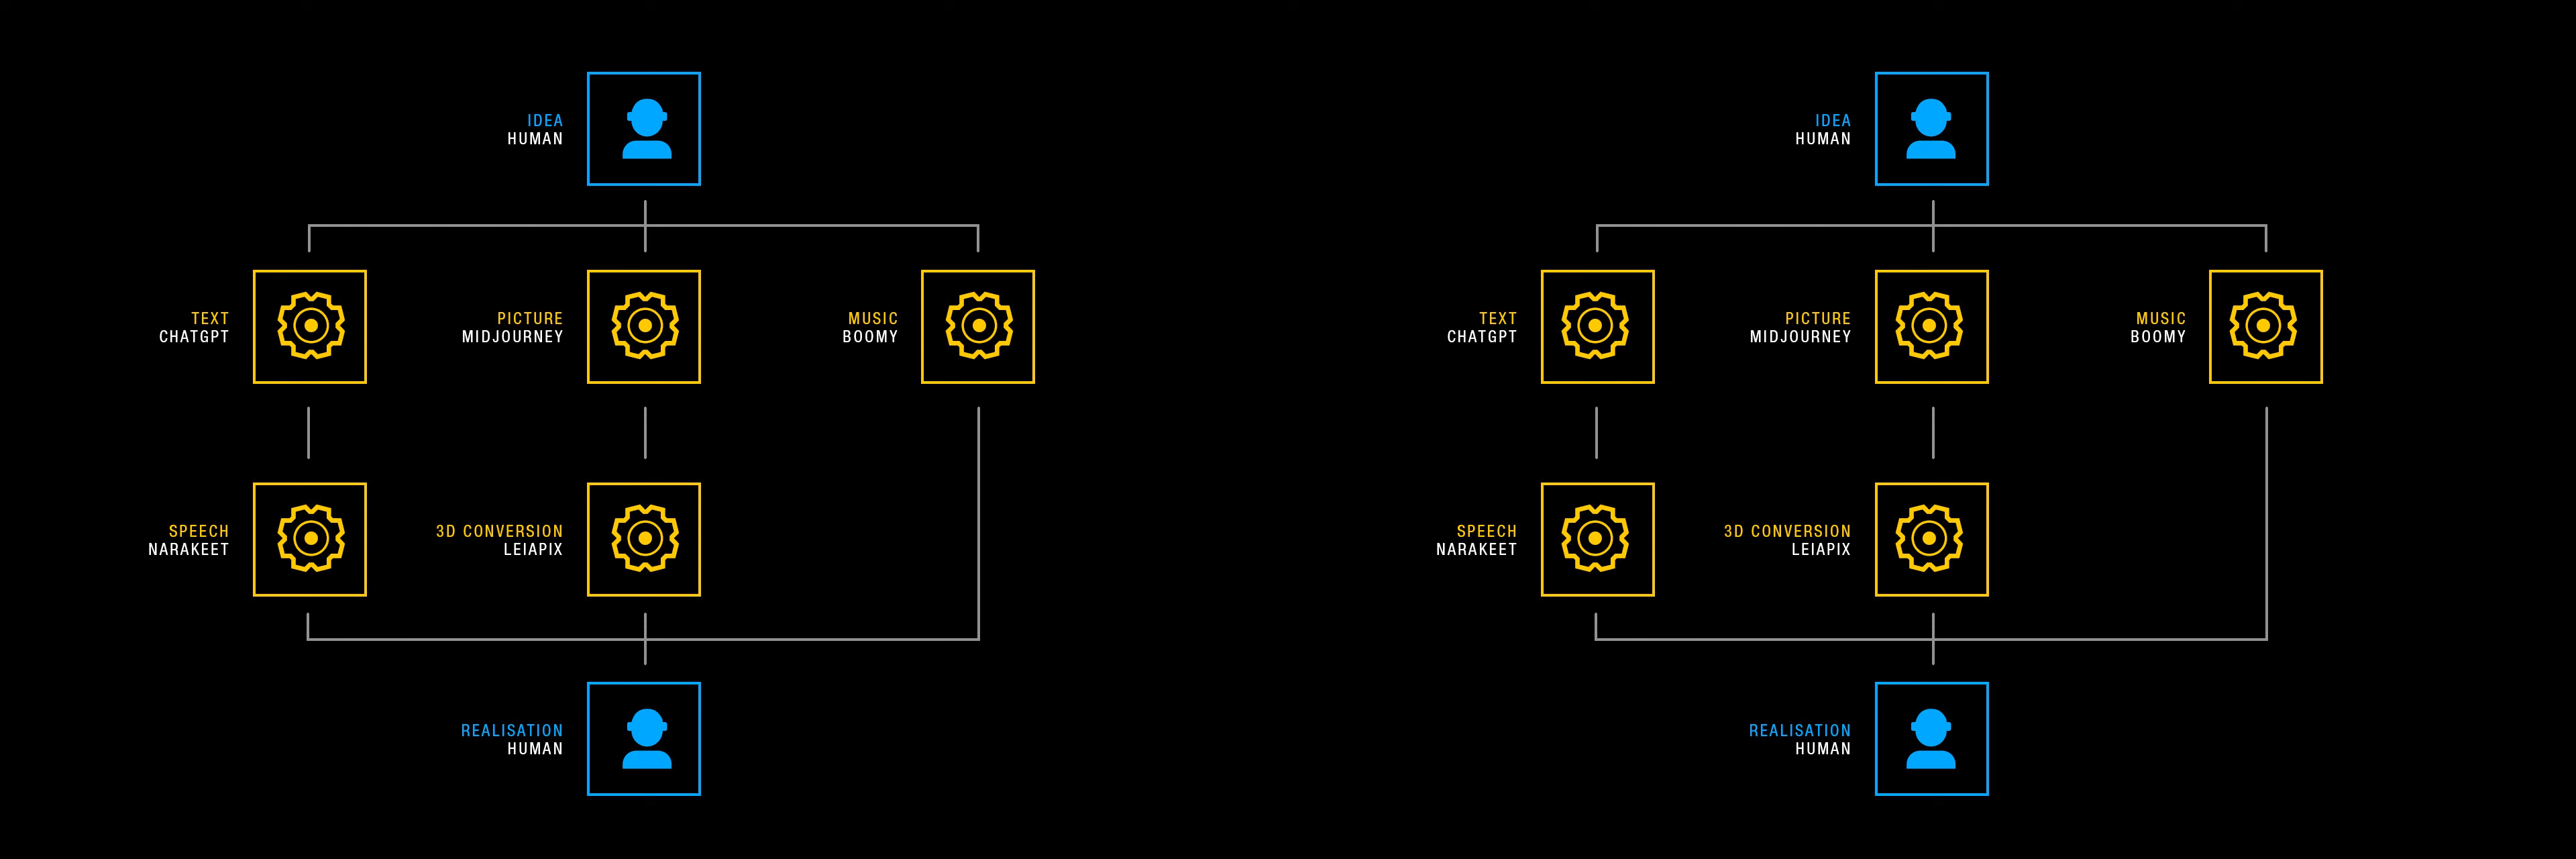 IDEA
HUMAN
TEXT
CHATGPT
PICTURE
MIDJOURNEY
MUSIC
BOOMY
SPEECH
NARAKEET
3D CONVERSION
LEIAPIX
REALISATION
HUMAN
IDEA
HUMAN
TEXT
CHATGPT
PICTURE
MIDJOURNEY
MUSIC
BOOMY
SPEECH
NARAKEET
3D CONVERSION
LEIAPIX
REALISATION
HUMAN